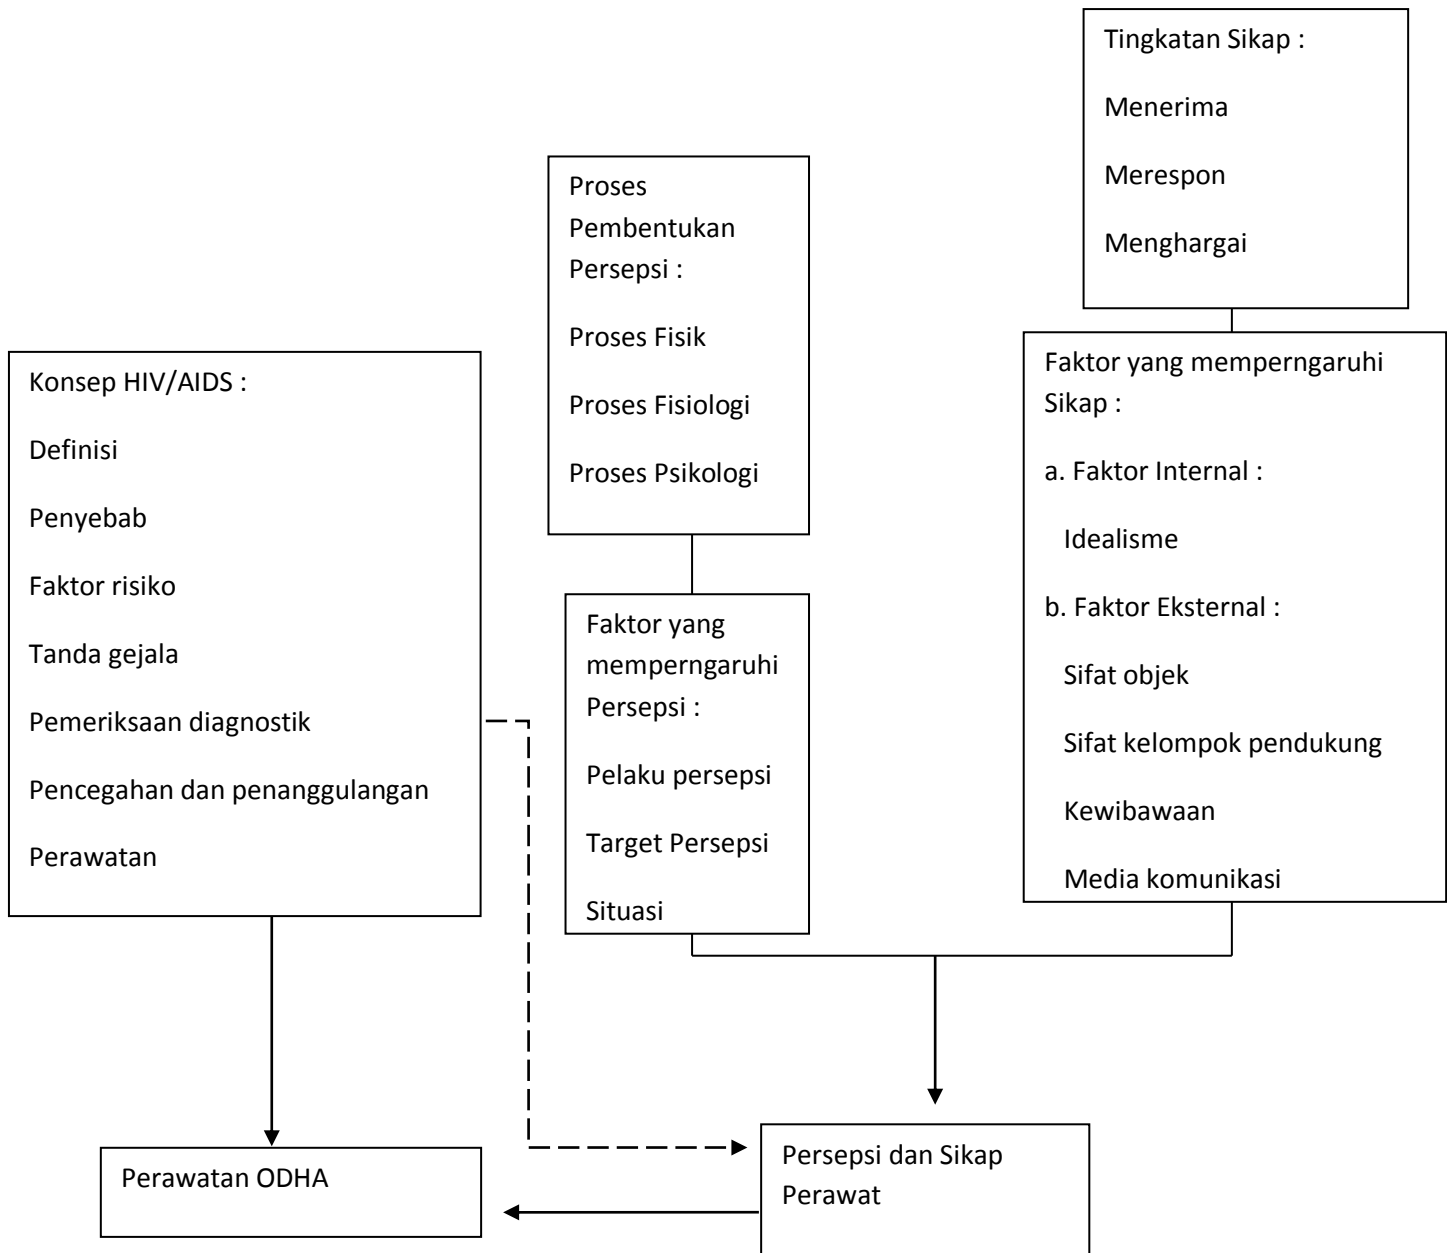 Tingkatan Sikap :
Menerima
Merespon
Menghargai
Proses
Pembentukan
Persepsi :
Proses Fisik
Proses Fisiologi
Proses Psikologi
Faktor yang memperngaruhi
Sikap :
a. Faktor Internal :
Idealisme
b. Faktor Eksternal :
Sifat objek
Sifat kelompok pendukung
Kewibawaan
Media komunikasi
Konsep HIV/AIDS :
Definisi
Penyebab
Faktor risiko
Tanda gejala
Pemeriksaan diagnostik
Pencegahan dan penanggulangan
Perawatan
Faktor yang
memperngaruhi
Persepsi :
Pelaku persepsi
Target Persepsi
Situasi
Perawatan ODHA
Persepsi dan Sikap
Perawat